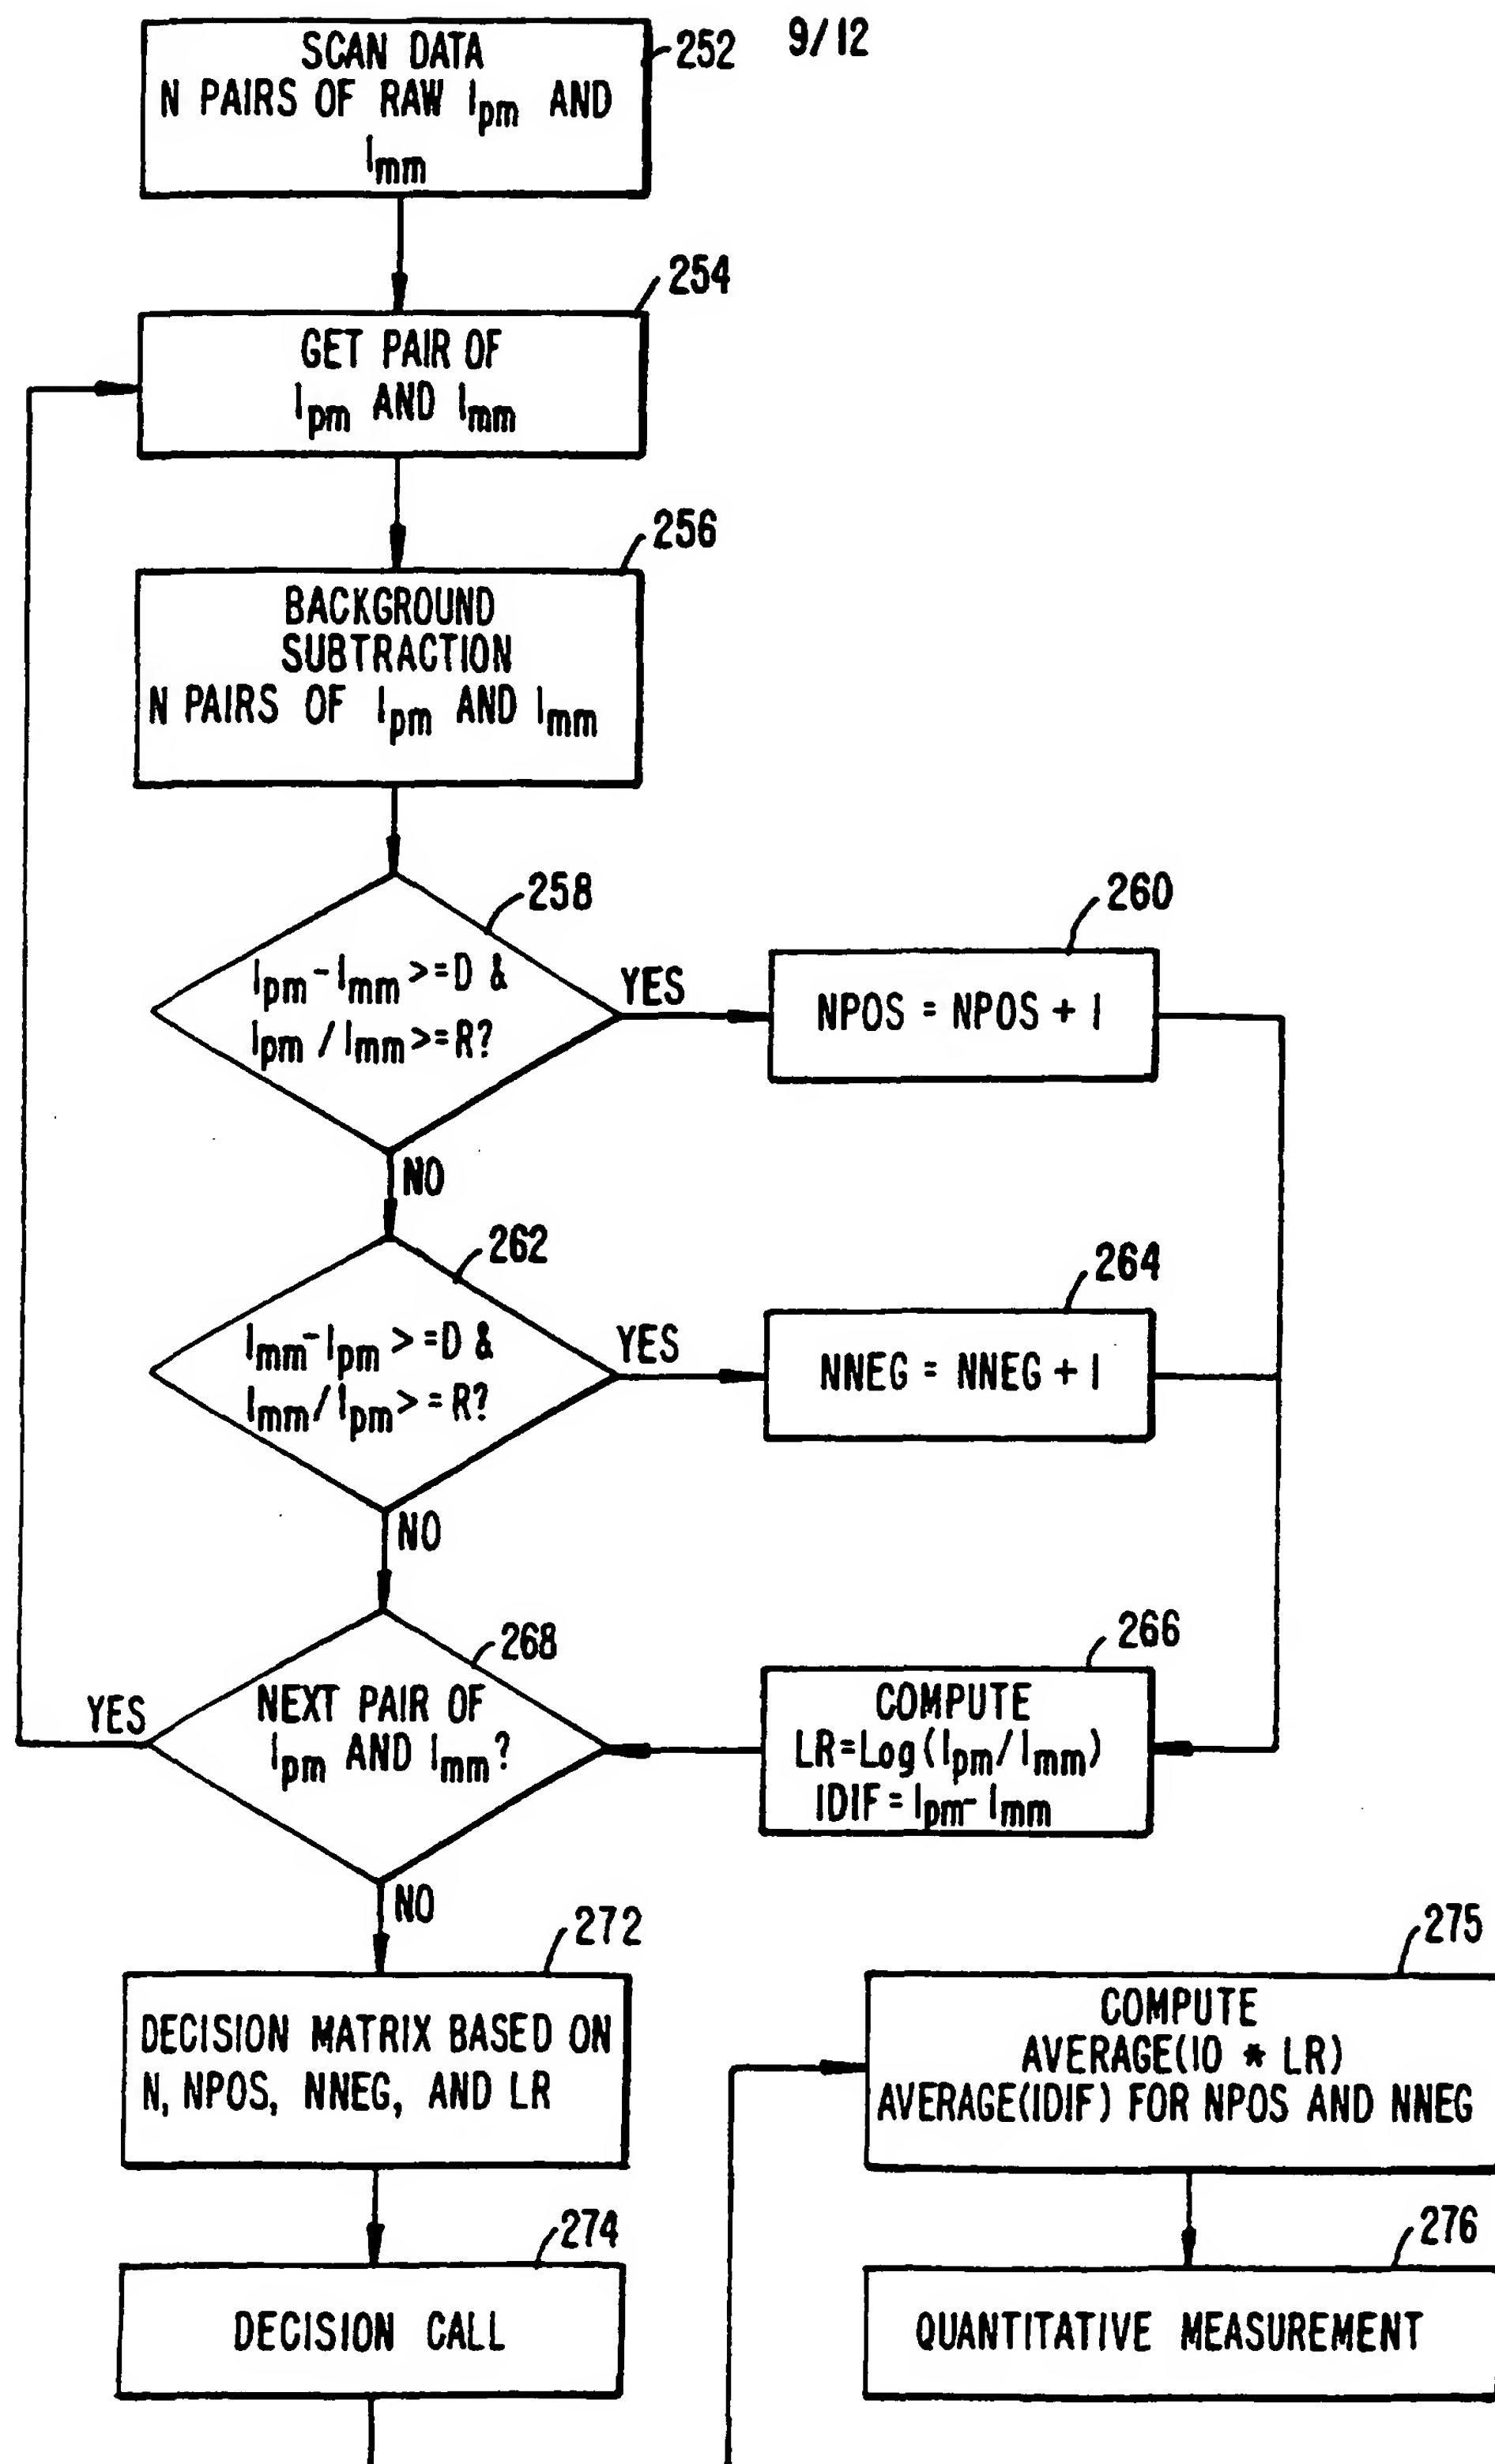 9/12
252
SCAN DATA
N PAIRS OF RAW Ipm AND
Imm
254
GET PAIR OF
Ipm AND Imm
256
BACKGROUND
SUBTRACTION
N PAIRS OF Ipm AND Imm
258
Ipm-Imm >=D &
Ipm / Imm >=R?
YES
260
NPOS = NPOS + 1
NO
262
Imm-Ipm >=D &
Imm/Ipm >=R?
YES
264
NNEG = NNEG + 1
NO
268
NEXT PAIR OF
Ipm AND Imm?
YES
266
COMPUTE
LR=Log(Ipm/Imm)
IDIF = Ipm-Imm
NO
272
DECISION MATRIX BASED ON
N, NPOS, NNEG, AND LR
274
DECISION CALL
275
COMPUTE
AVERAGE(10 * LR)
AVERAGE(IDIF) FOR NPOS AND NNEG
276
QUANTITATIVE MEASUREMENT